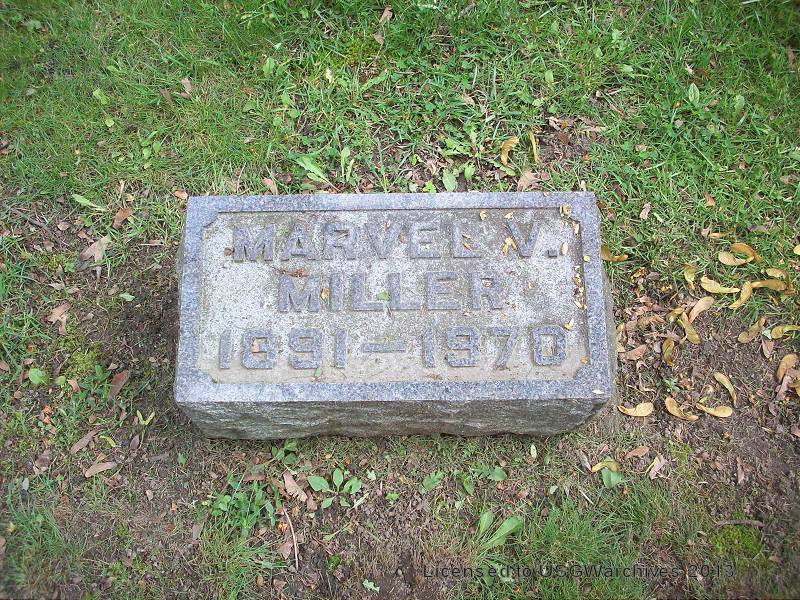 MARVEL V.
MILLER
1891—1970
Licensed to USGWarchives 2013